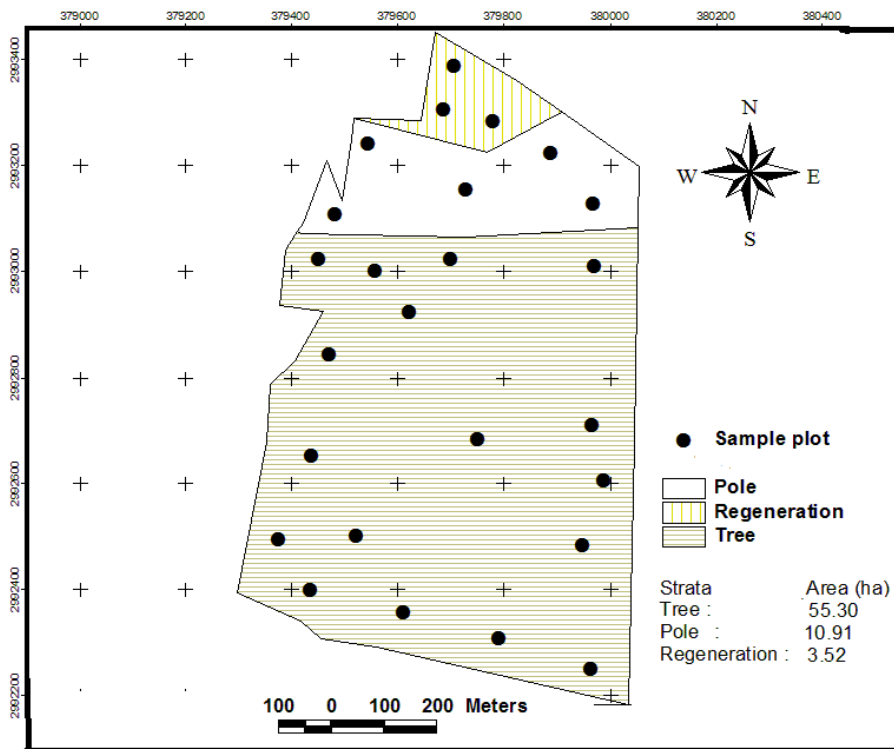 379000 379200 379400 379600 379800 380000 380200 380400
2993400
2993200
2993000
2992800
2992600
2992400
2992200
N
W E
S
Sample plot
Pole
Regeneration
Tree
Strata Area (ha)
Tree : 55.30
Pole : 10.91
Regeneration : 3.52
100 0 100 200 Meters